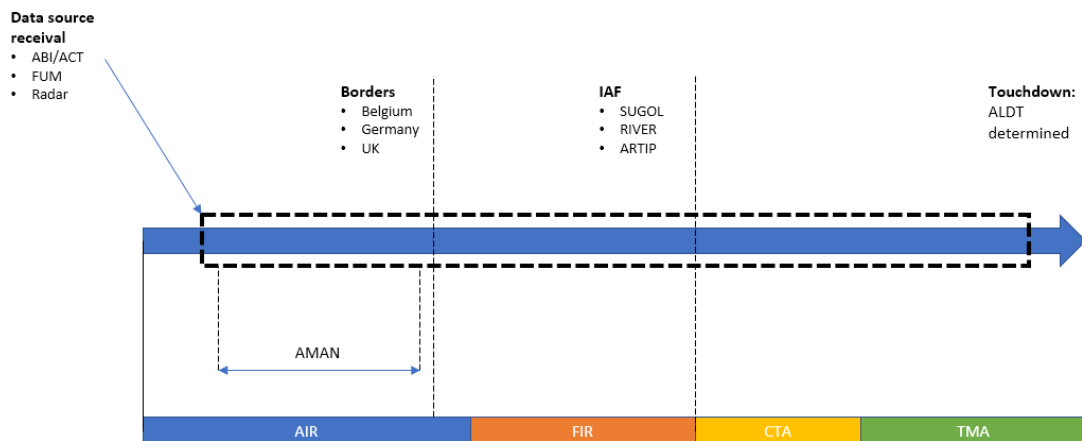 Data source
receival
• ABI/ACT
• FUM
• Radar
Borders
• Belgium
• Germany
• UK
IAF
• SUGOL
• RIVER
• ARTIP
Touchdown:
ALDT
determined
AMAN
AIR
FIR
CTA
TMA